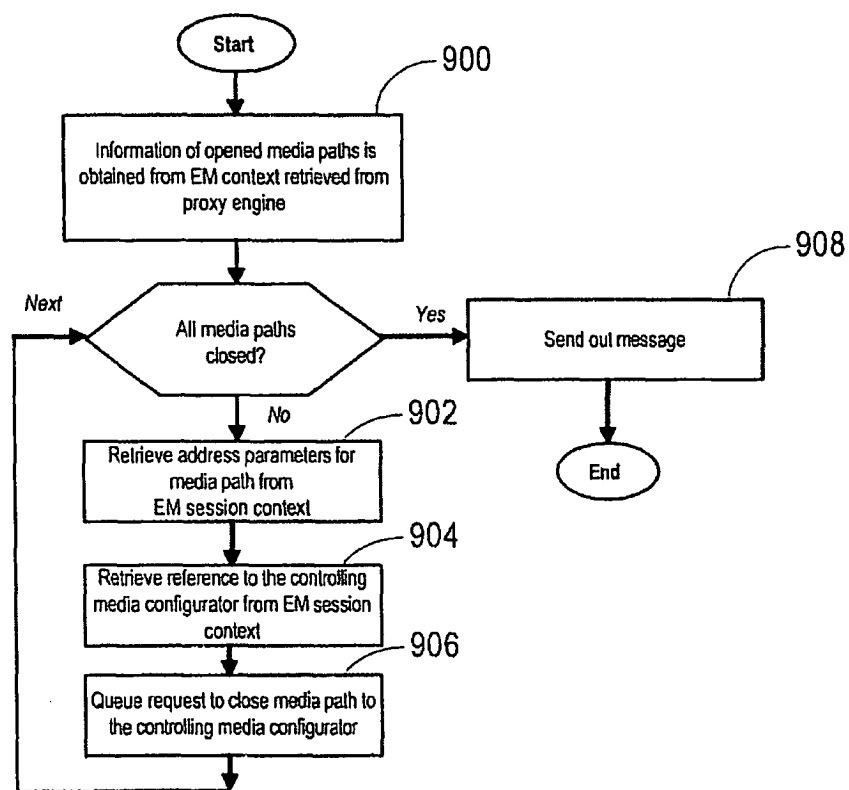 Start
900
Information of opened media paths is
obtained from EM context retrieved from
proxy engine
908
Next
All media paths
closed?
Yes
Send out message
No
902
Retrieve address parameters for
media path from
EM session context
End
904
Retrieve reference to the controlling
media configurator from EM session
context
906
Queue request to close media path to
the controlling media configurator